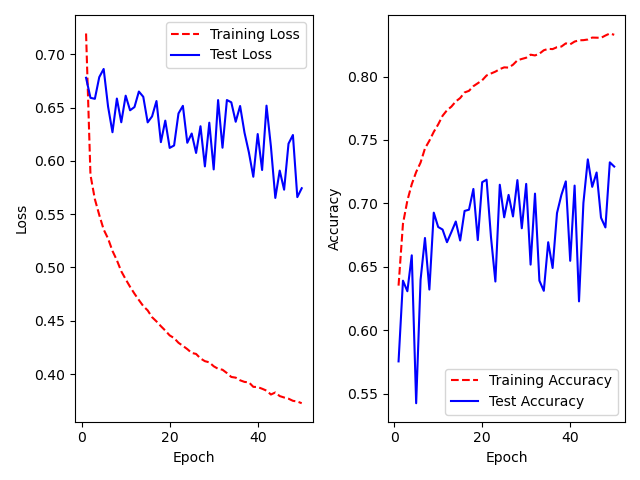 Training Loss
Test Loss
0.70
0.65
0.60
0.55
0.50
0.45
0.40
Loss
0
20
40
Epoch
0.80
0.75
0.70
0.65
0.60
0.55
Accuracy
Training Accuracy
Test Accuracy
0
20
40
Epoch